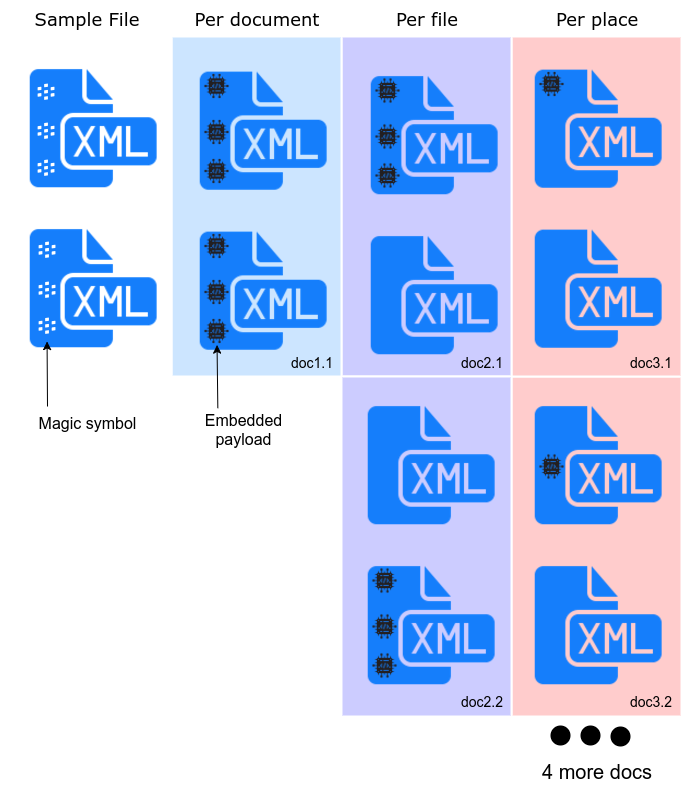 Sample File
Per document
Per file
Per place
XML
XML
XML
XML
XML
XML
XML
XML
doc1.1
doc2.1
doc3.1
Magic symbol
Embedded
payload
XML
XML
XML
XML
doc2.2
doc3.2
4 more docs